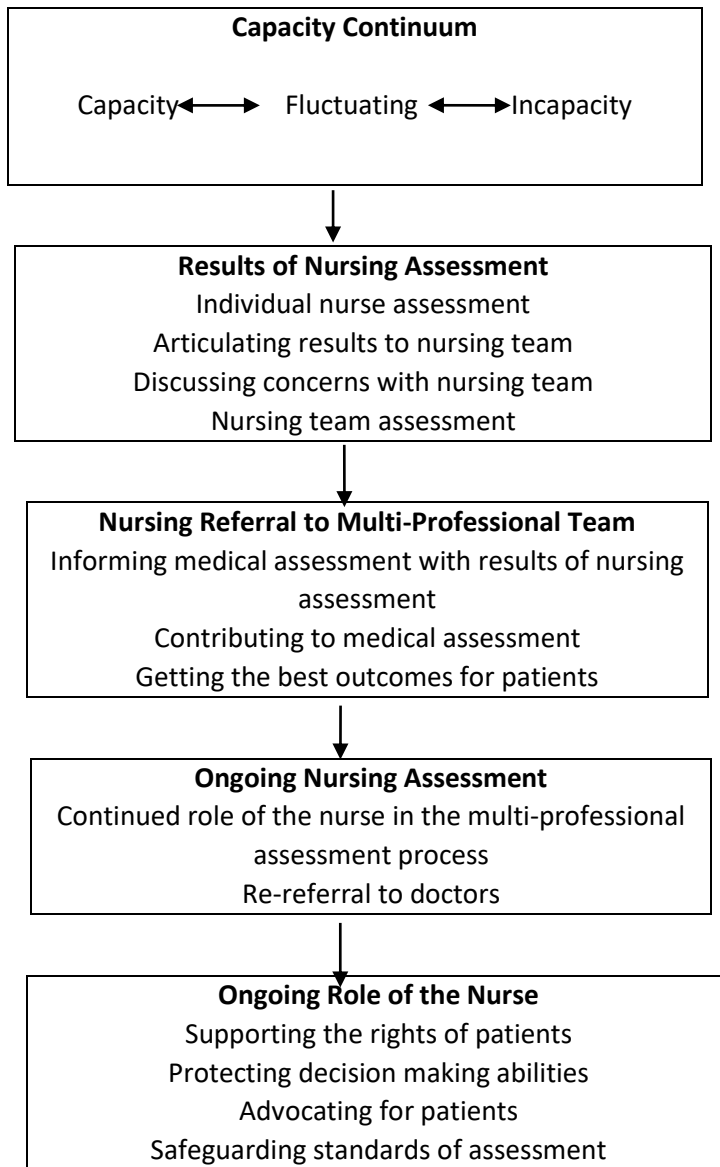 Capacity Continuum
Capacity Fluctuating Incapacity
Results of Nursing Assessment
Individual nurse assessment
Articulating results to nursing team
Discussing concerns with nursing team
Nursing team assessment
Nursing Referral to Multi-Professional Team
Informing medical assessment with results of nursing
assessment
Contributing to medical assessment
Getting the best outcomes for patients
Ongoing Nursing Assessment
Continued role of the nurse in the multi-professional
assessment process
Re-referral to doctors
Ongoing Role of the Nurse
Supporting the rights of patients
Protecting decision making abilities
Advocating for patients
Safeguarding standards of assessment